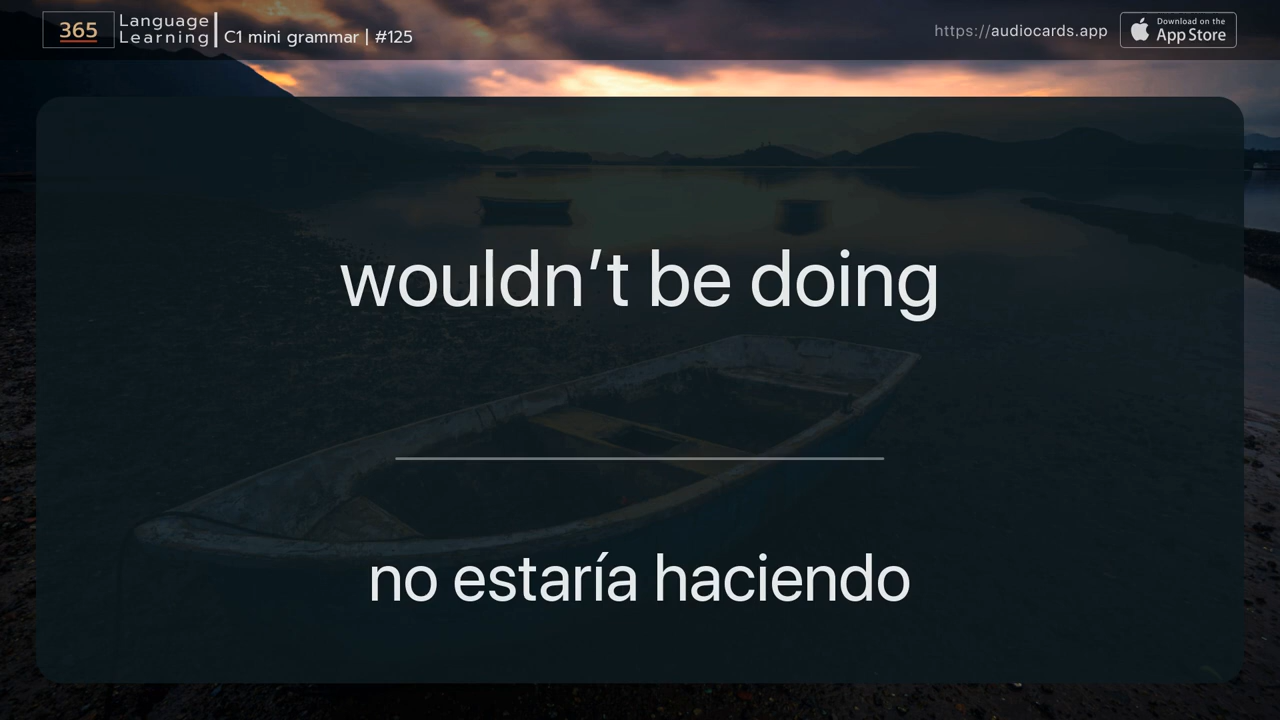 365
Language
Learning
C1 mini grammar | #125
https://audiocards.app
Download on the
App Store
wouldn’t be doing
no estaría haciendo